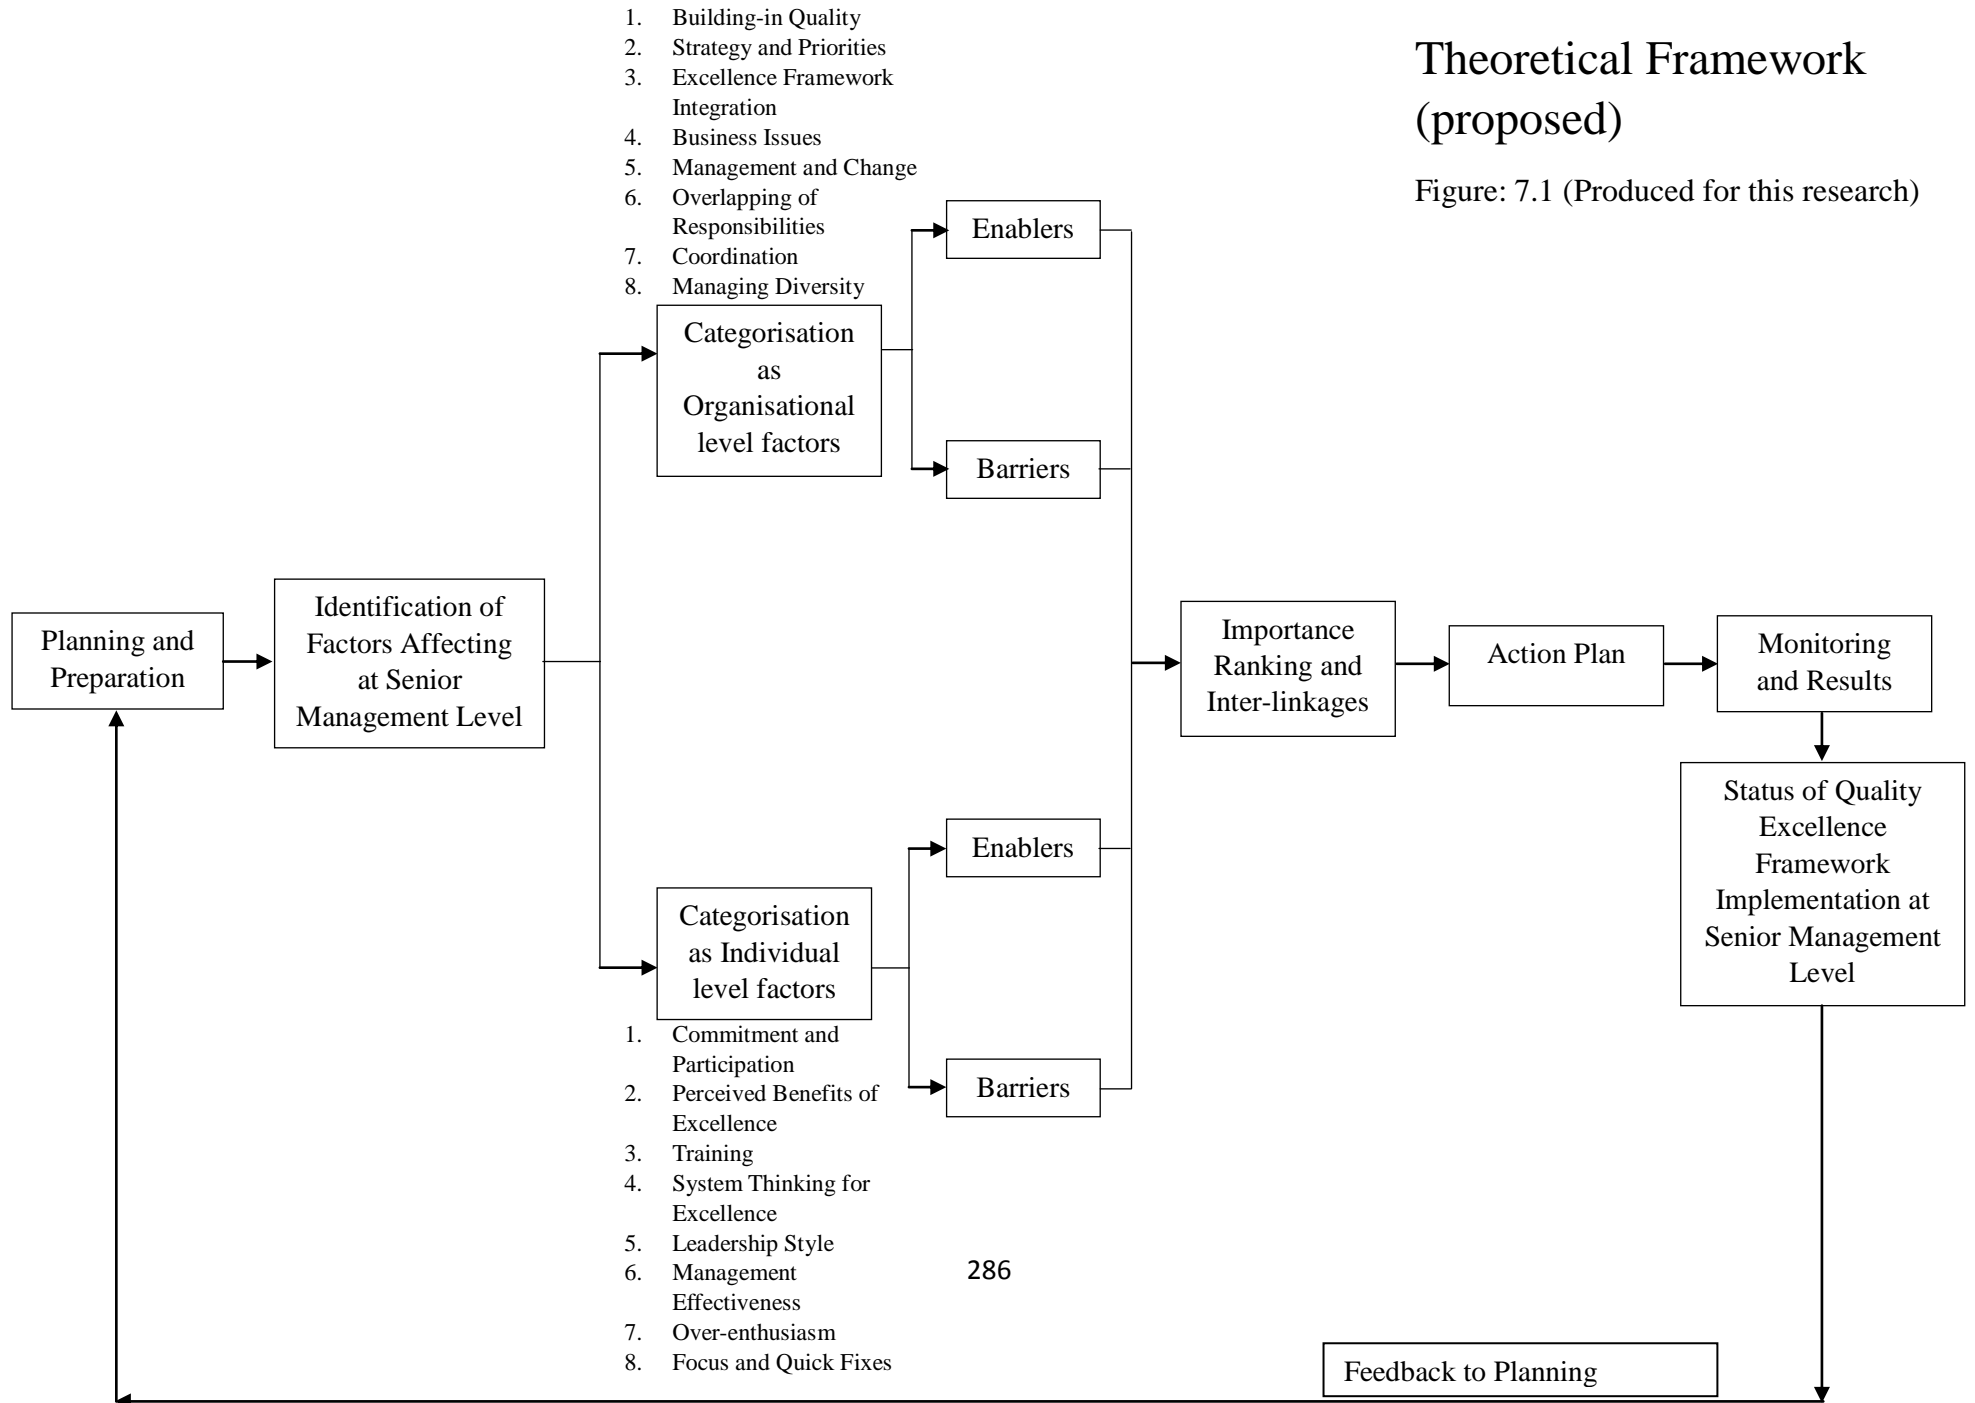 1. Building-in Quality
2. Strategy and Priorities
3. Excellence Framework
Integration
4. Business Issues
5. Management and Change
6. Overlapping of
Responsibilities
7. Coordination
8. Managing Diversity
Theoretical Framework
(proposed)
Figure: 7.1 (Produced for this research)
Planning and
Preparation
Identification of
Factors Affecting
at Senior
Management Level
Categorisation
as
Organisational
level factors
Enablers
Barriers
Categorisation
as Individual
level factors
Enablers
Barriers
1. Commitment and
Participation
2. Perceived Benefits of
Excellence
3. Training
4. System Thinking for
Excellence
5. Leadership Style
6. Management
Effectiveness
7. Over-enthusiasm
8. Focus and Quick Fixes
Importance
Ranking and
Inter-linkages
Action Plan
Monitoring
and Results
Status of Quality
Excellence
Framework
Implementation at
Senior Management
Level
286
Feedback to Planning